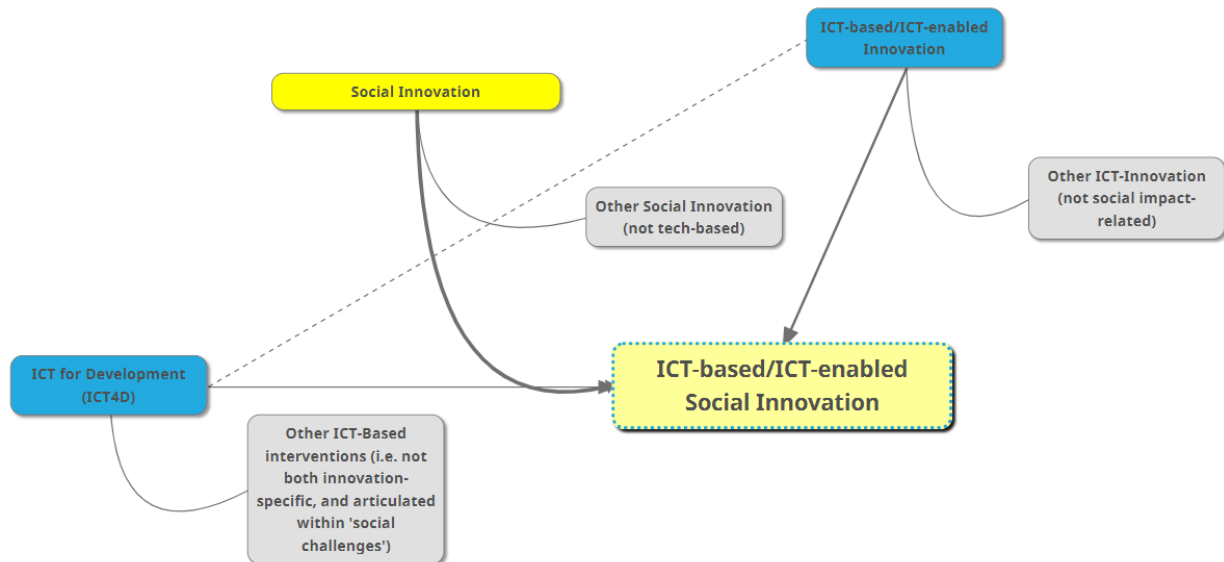 ICT-based/ICT-enabled
Innovation
Social Innovation
Other ICT-Innovation
(not social impact-
related)
Other Social Innovation
(not tech-based)
ICT-based/ICT-enabled
Social Innovation
ICT for Development
(ICT4D)
Other ICT-Based
interventions (i.e. not
both innovation-
specific, and articulated
within 'social
challenges')